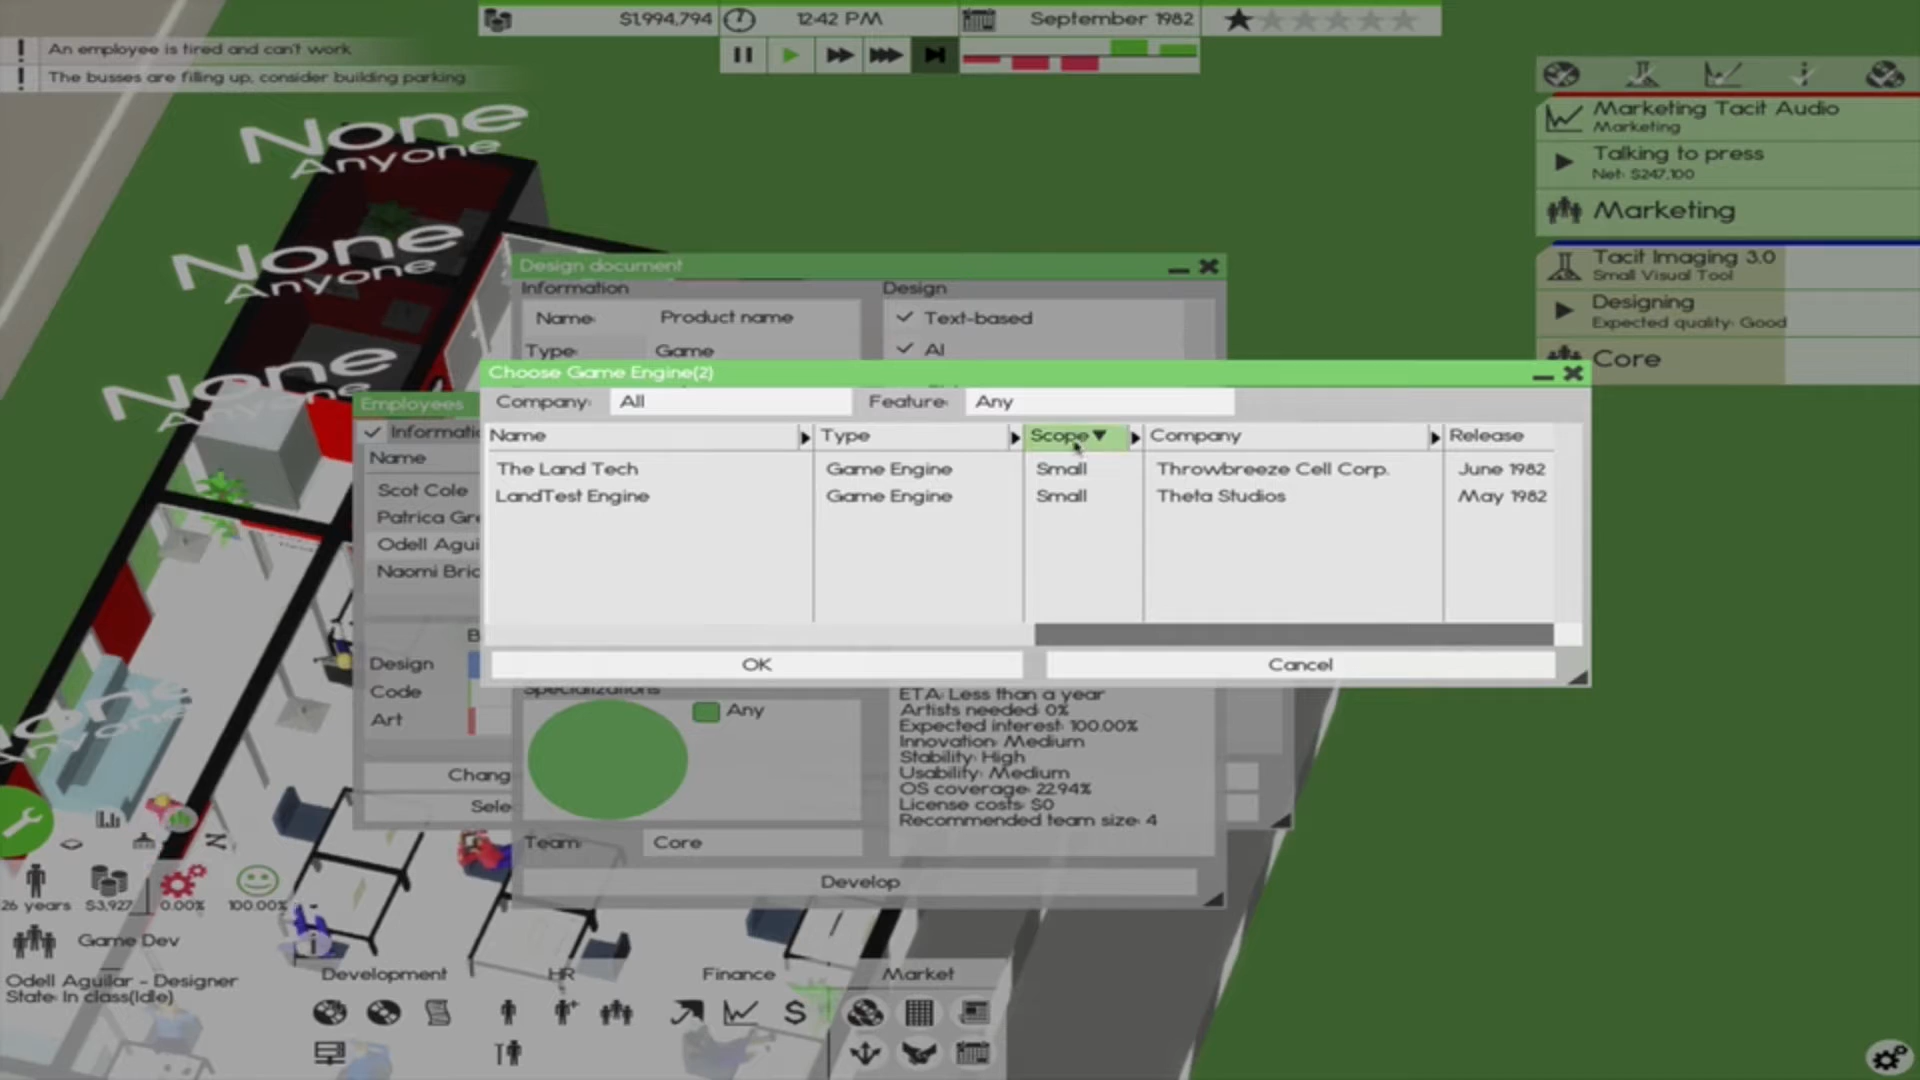 $1,994,794
12:42 PM
September 1982
An employee is tired and can't work
The busses are filling up, consider building parking
None
Anyone
None
Anyone
None
Anyone
Marketing Tacit Audio
Marketing
Talking to press
Net: $247,100
Marketing
Tacit Imaging 3.0
Small Visual Tool
Designing
Expected quality: Good
Core
Design document
Information
Design
Name:
Product name
Text-based
Type:
Game
AI
Choose Game Engine(2)
Company:
All
Feature:
Any
Name
Type
Scope
Company
Release
The Land Tech
Game Engine
Small
Throwbreeze Cell Corp.
June 1982
LandTest Engine
Game Engine
Small
Theta Studios
May 1982
OK
Cancel
Employees
Name
Scot Cole
Patrica
Odell
Naomi
Design
Code
Art
Specializations
Any
ETA: Less than a year
Artists needed: 0%
Expected interest: 100.00%
Innovation: Medium
Stability: High
Usability: Medium
OS coverage: 22.94%
License costs: $0
Recommended team size: 4
Team:
Core
Develop
26 years
$3,927
0.00%
100.00%
Game Dev
Odell Aguilar - Designer
State: In class(Idle)
Development
HR
Finance
Market